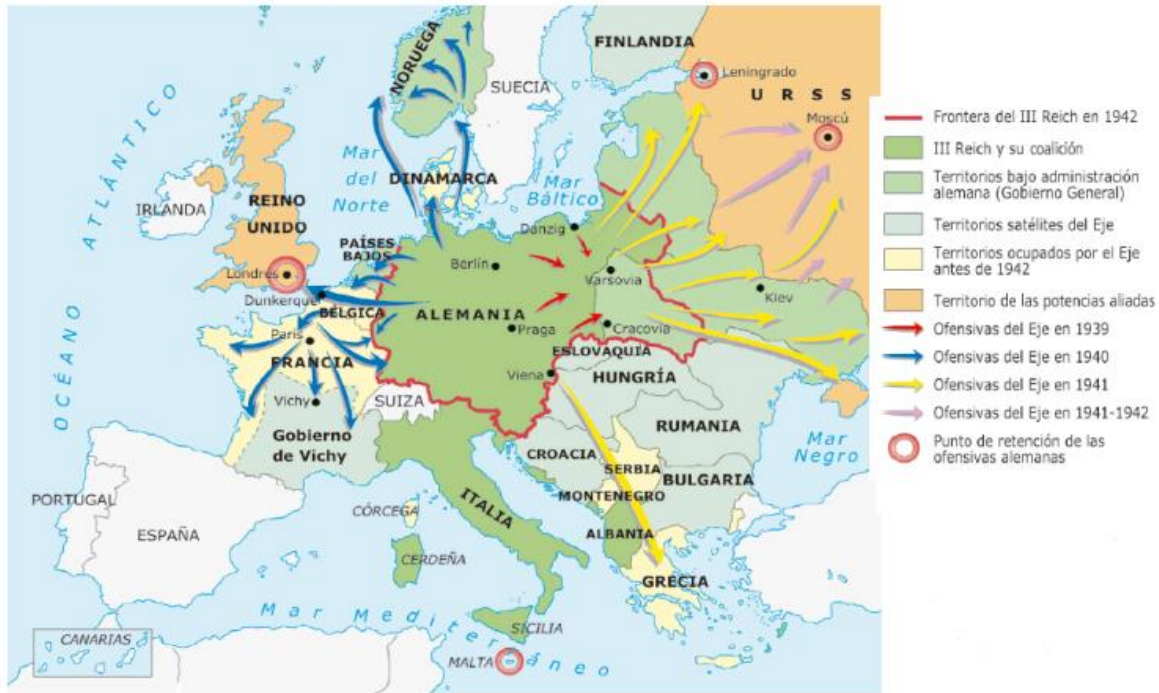 FINLANDIA
NORUEGA
SUECIA
Leningrado
U R S S
Moscú
OCÉANO ATLÁNTICO
Mar
del
Norte
DINAMARCA
Mar
Báltico
IRLANDA
REINO
UNIDO
PAÍSES
BAJOS
Danzig
Londres
Berlín
Varsovia
Dunkerque
BÉLGICA
ALEMANIA
Kiev
París
Praga
Cracovia
FRANCIA
ESLOVAQUIA
Viena
HUNGRÍA
Vichy
SUIZA
Gobierno
de Vichy
RUMANIA
Mar
Negro
CROACIA
SERBIA
BULGARIA
PORTUGAL
ESPAÑA
CÓRCEGA
ITALIA
MONTENEGRO
ALBANIA
CERDEÑA
GRECIA
Mar Mediterráneo
SICILIA
CANARIAS
MALTA
Frontera del III Reich en 1942
III Reich y su coalición
Territorios bajo administración
alemana (Gobierno General)
Territorios satélites del Eje
Territorios ocupados por el Eje
antes de 1942
Territorio de las potencias aliadas
Ofensivas del Eje en 1939
Ofensivas del Eje en 1940
Ofensivas del Eje en 1941
Ofensivas del Eje en 1941-1942
Punto de retención de las
ofensivas alemanas